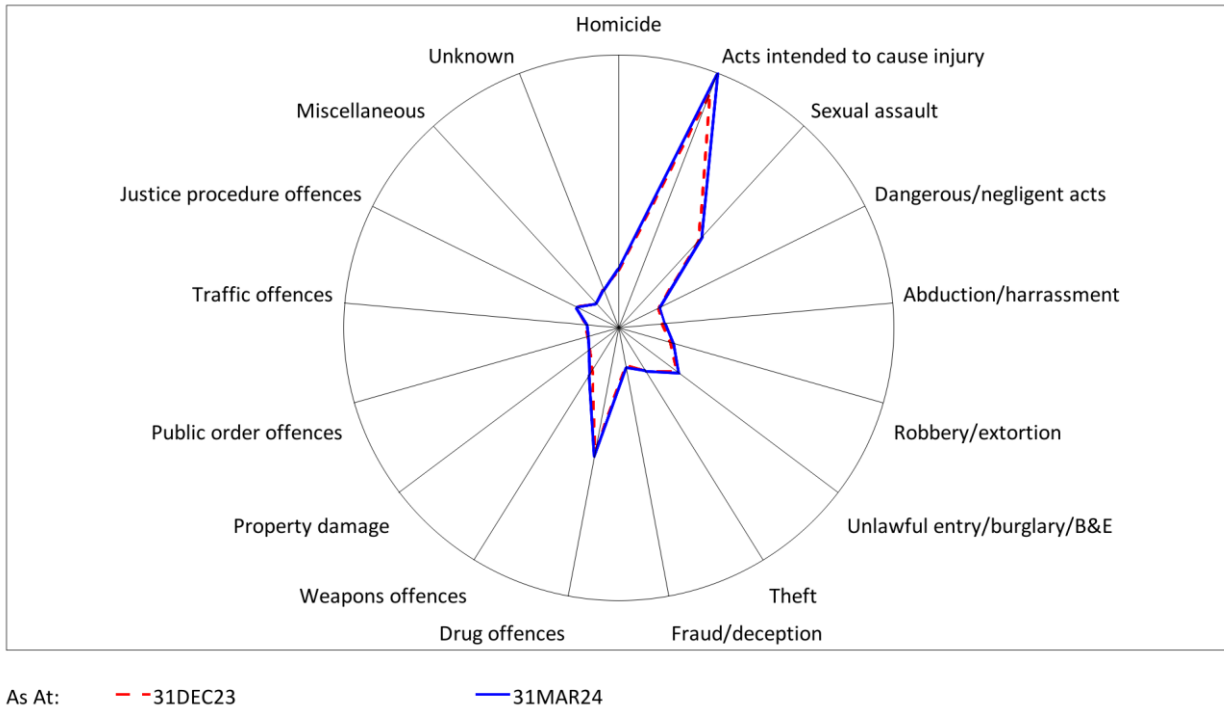 Homicide
Unknown
Acts intended to cause injury
Miscellaneous
Sexual assault
Justice procedure offences
Dangerous/negligent acts
Traffic offences
Abduction/harrassment
Public order offences
Robbery/extortion
Property damage
Unlawful entry/burglary/B&E
Weapons offences
Theft
Drug offences
Fraud/deception
As At: 31DEC23 31MAR24